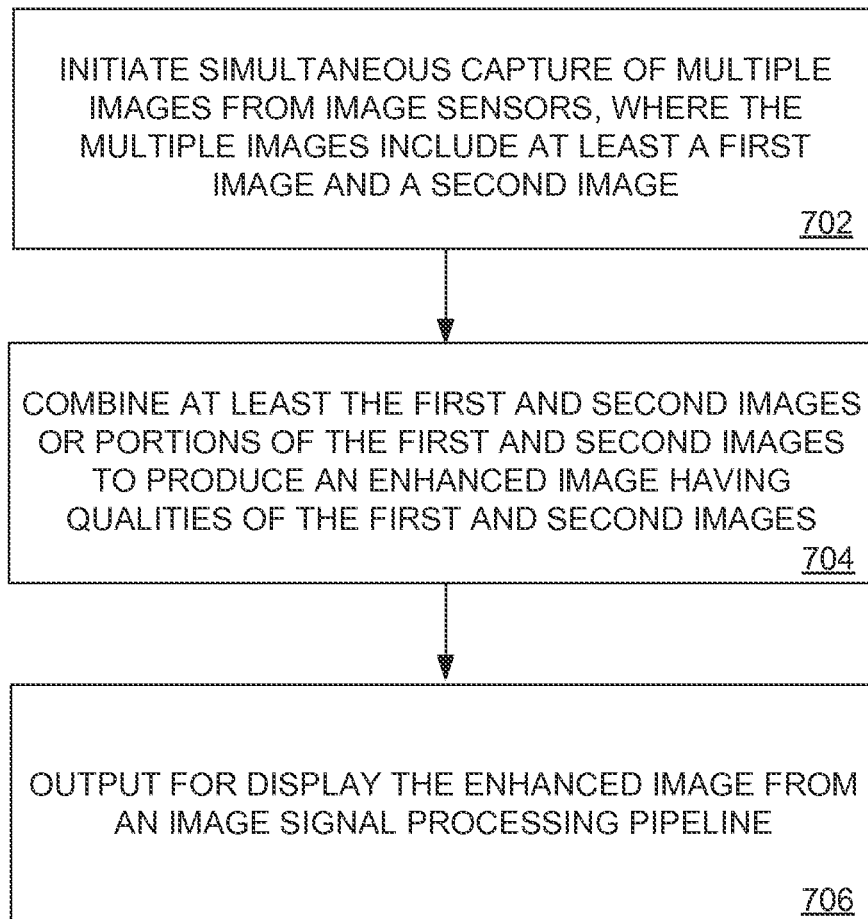 INITIATE SIMULTANEOUS CAPTURE OF MULTIPLE
IMAGES FROM IMAGE SENSORS, WHERE THE
MULTIPLE IMAGES INCLUDE AT LEAST A FIRST
IMAGE AND A SECOND IMAGE
702
COMBINE AT LEAST THE FIRST AND SECOND IMAGES
OR PORTIONS OF THE FIRST AND SECOND IMAGES
TO PRODUCE AN ENHANCED IMAGE HAVING
QUALITIES OF THE FIRST AND SECOND IMAGES
704
OUTPUT FOR DISPLAY THE ENHANCED IMAGE FROM
AN IMAGE SIGNAL PROCESSING PIPELINE
706